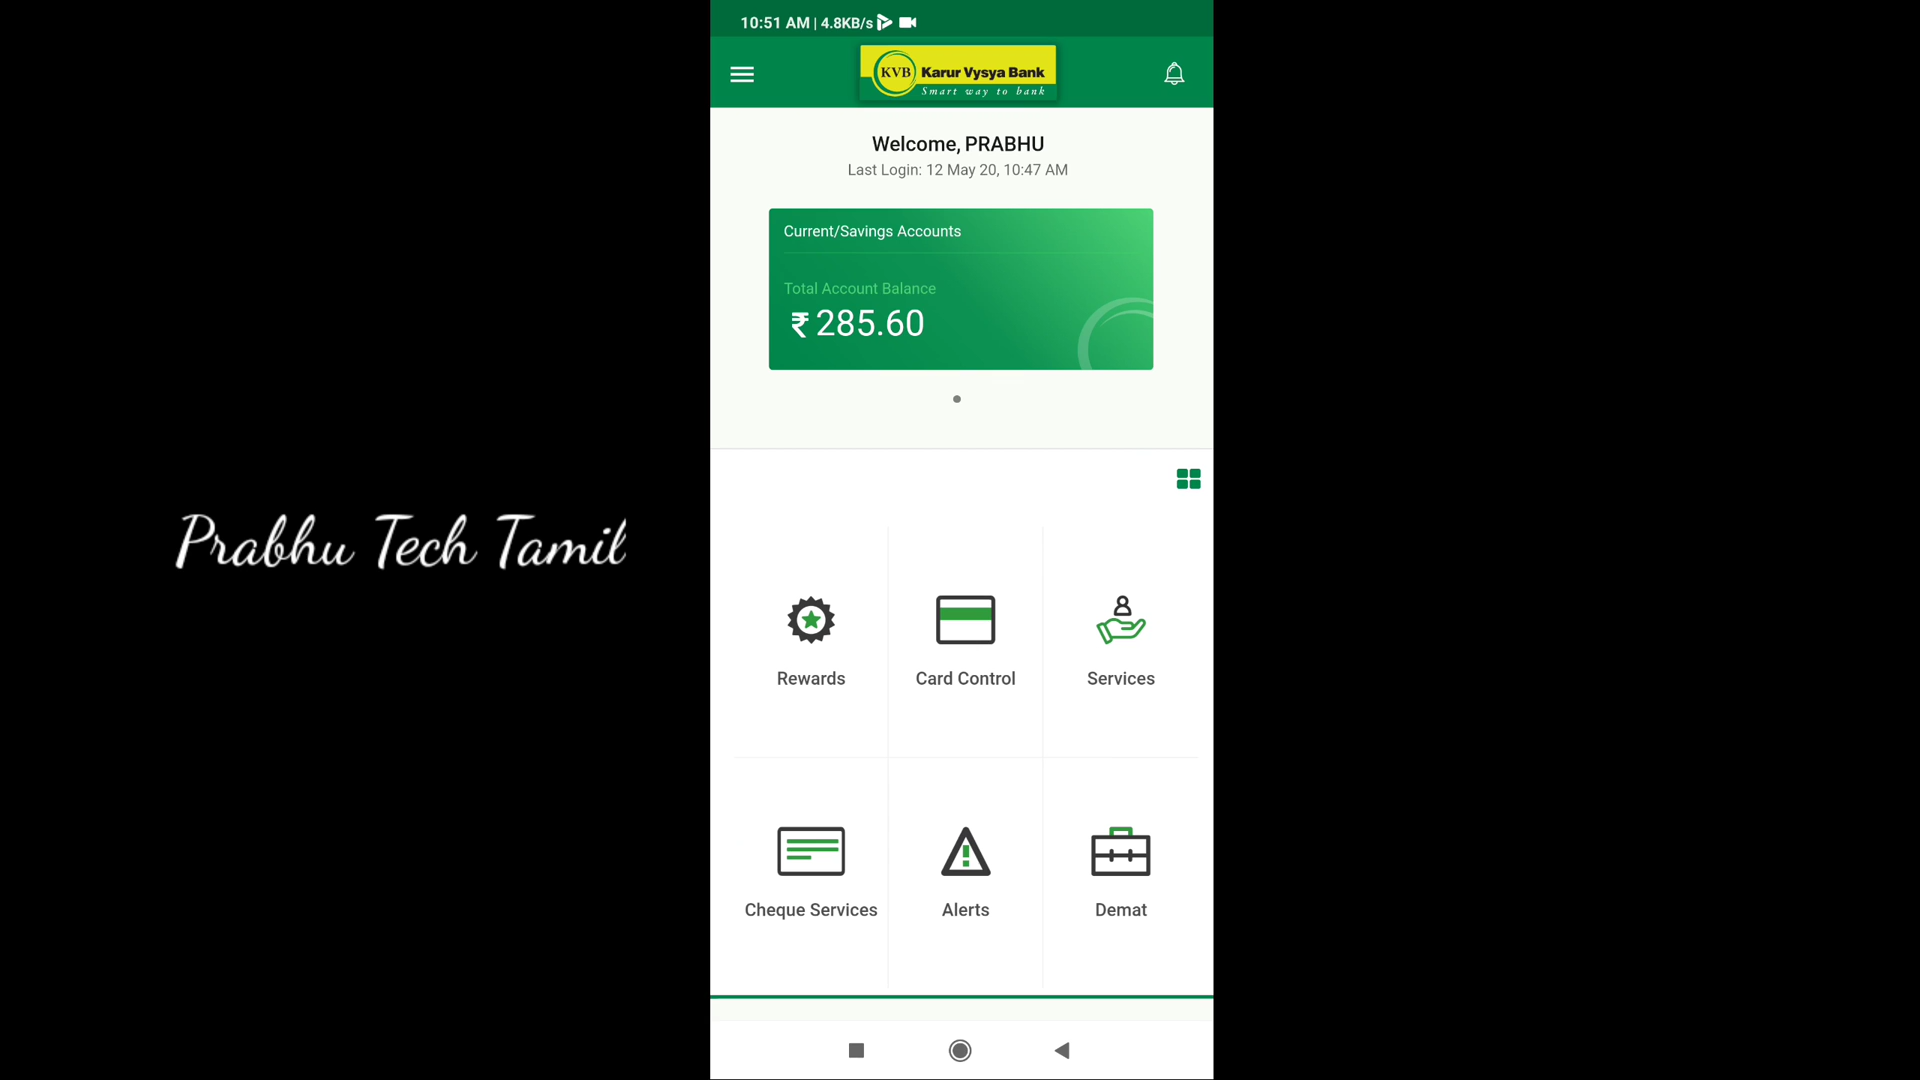 10:51 AM | 4.8KB/s
KVB Karur Vysya Bank
Smart way to bank
Welcome, PRABHU
Last Login: 12 May 20, 10:47 AM
Current/Savings Accounts
Total Account Balance
₹ 285.60
Prabhu Tech Tamil
Rewards
Card Control
Services
Cheque Services
Alerts
Demat